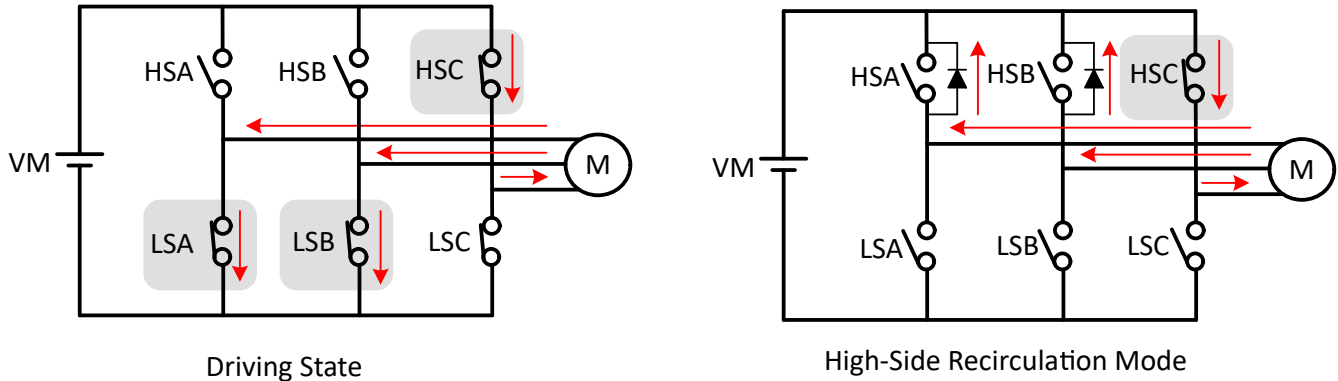 HSA HSB HSC
VM M
LSA LSB LSC
Driving State
HSA HSB HSC
VM M
LSA LSB LSC
High-Side Recirculation Mode